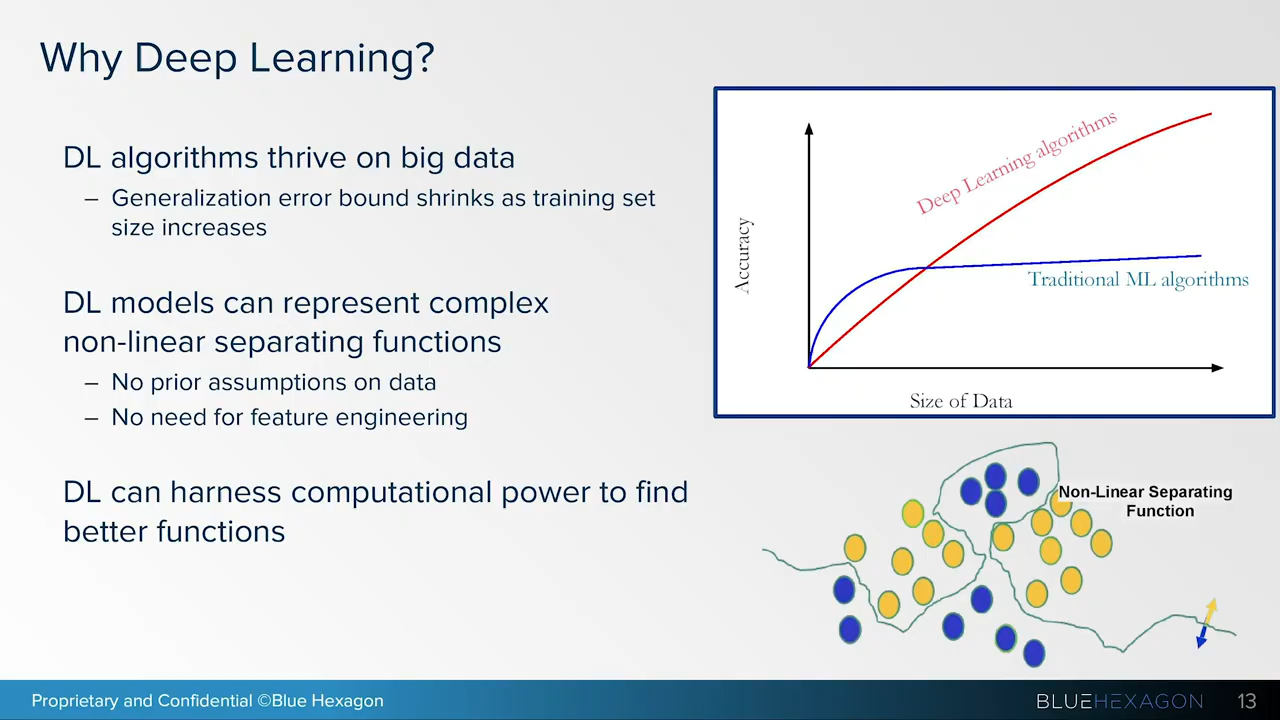 Why Deep Learning?
DL algorithms thrive on big data
– Generalization error bound shrinks as training set
size increases
DL models can represent complex
non-linear separating functions
– No prior assumptions on data
– No need for feature engineering
DL can harness computational power to find
better functions
Accuracy
Deep Learning algorithms
Traditional ML algorithms
Size of Data
Non-Linear Separating
Function
Proprietary and Confidential ©Blue Hexagon
BLUEHEXAGON
13